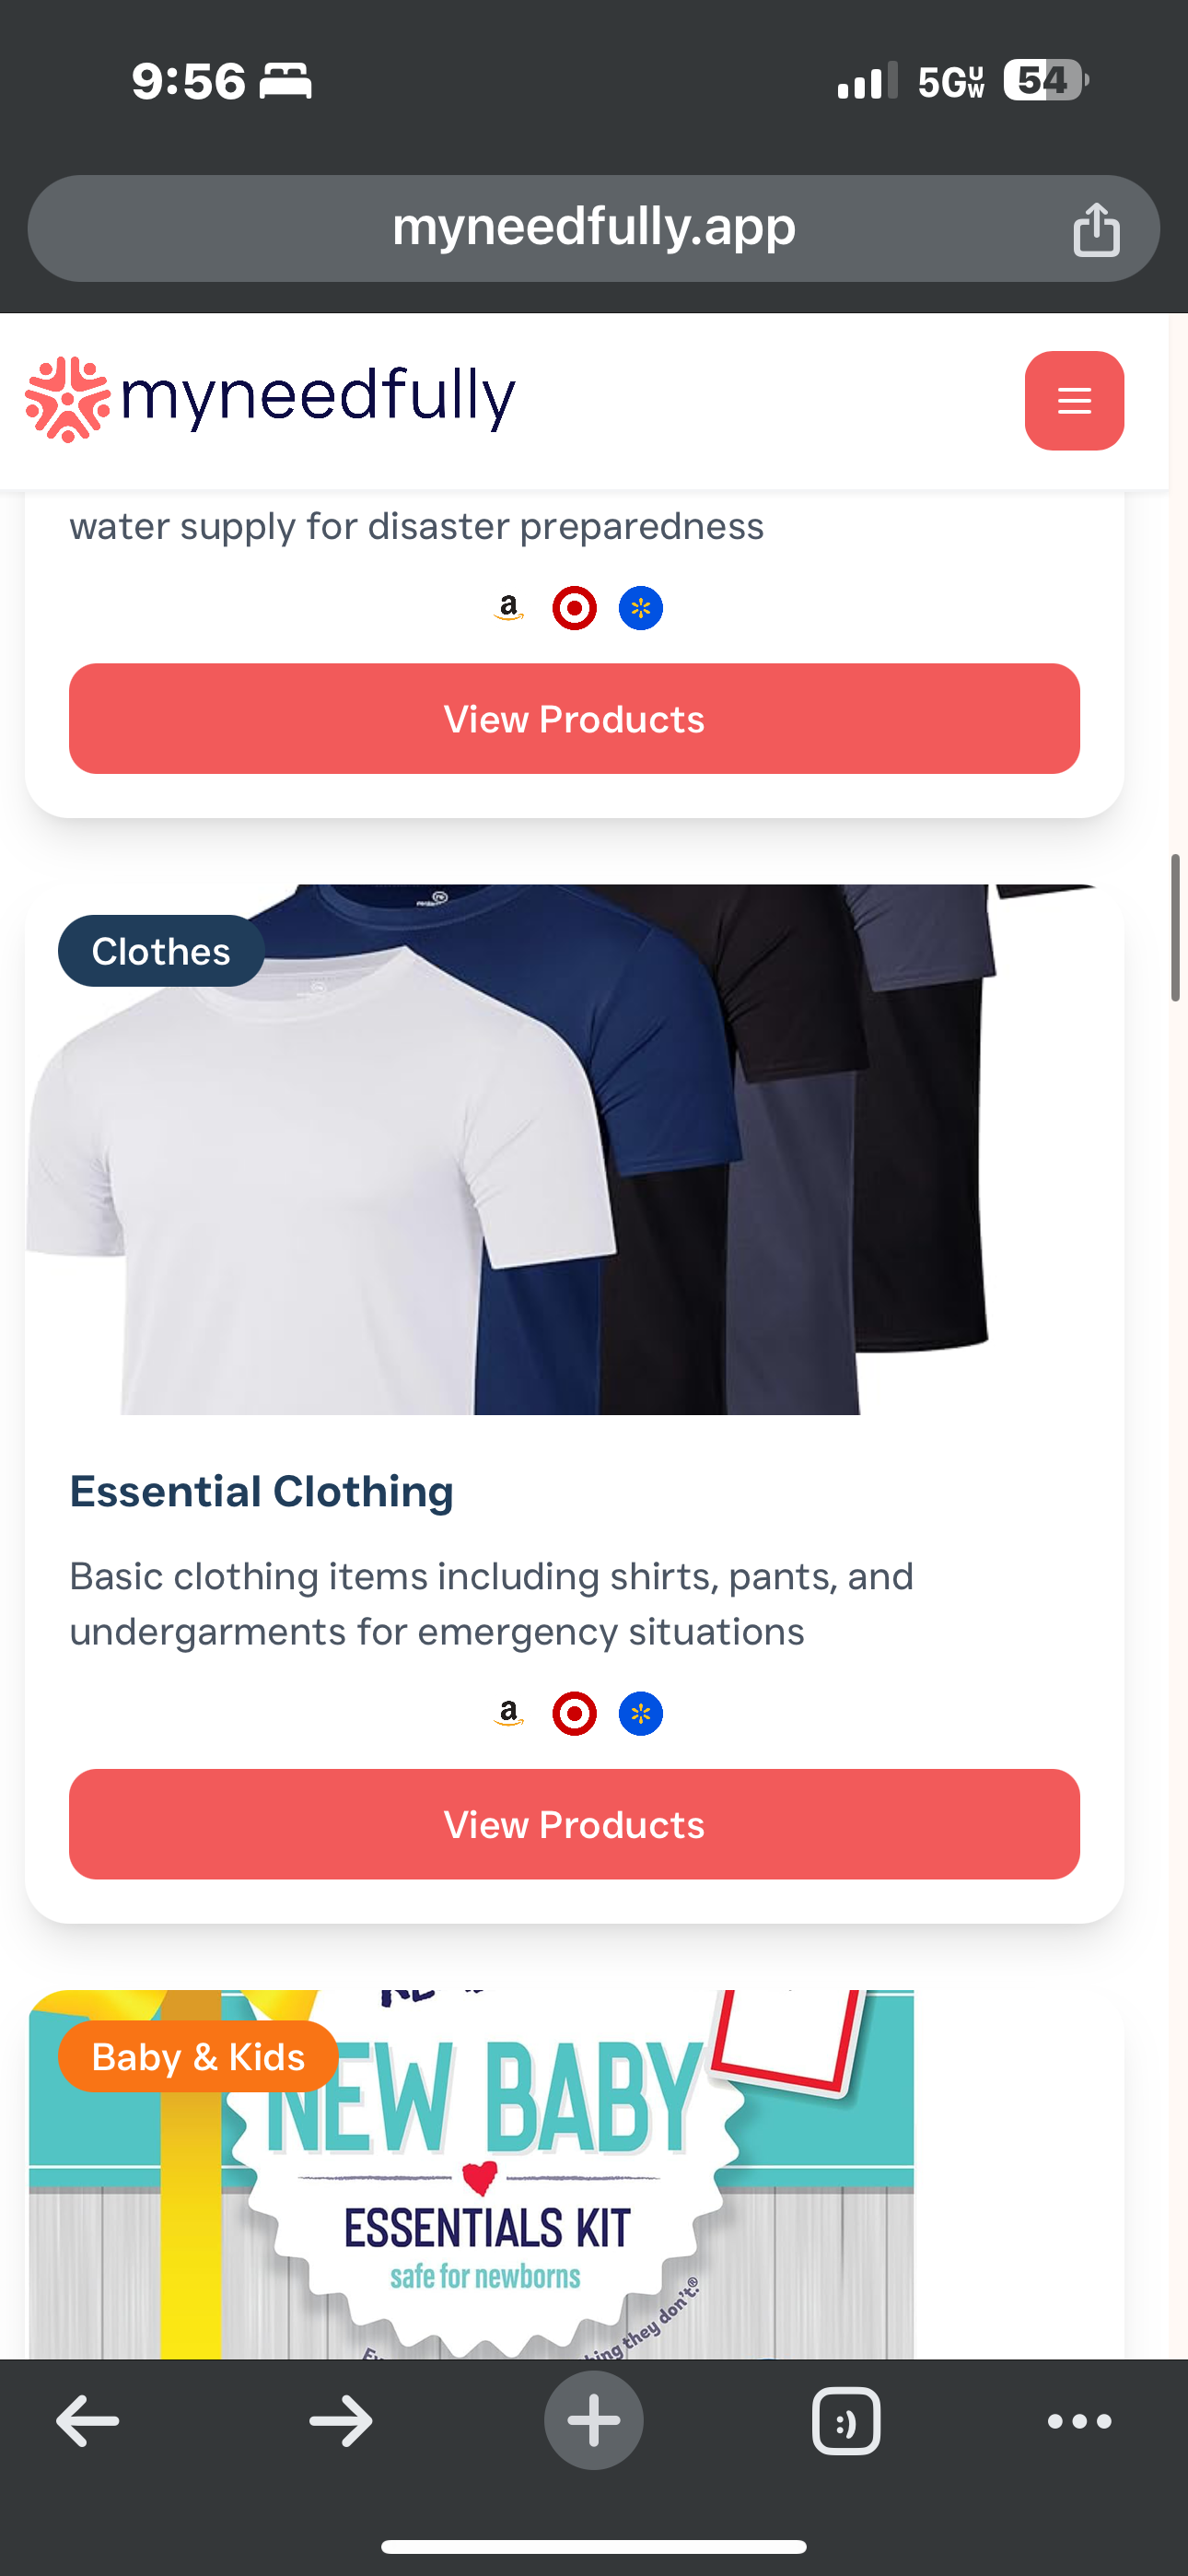 9:56
5G UW
54
myneedfully.app
myneedfully
water supply for disaster preparedness
a
View Products
Clothes
Essential Clothing
Basic clothing items including shirts, pants, and
undergarments for emergency situations
a
View Products
Baby & Kids
NEW BABY
ESSENTIALS KIT
safe for newborns
they don't.®
:)